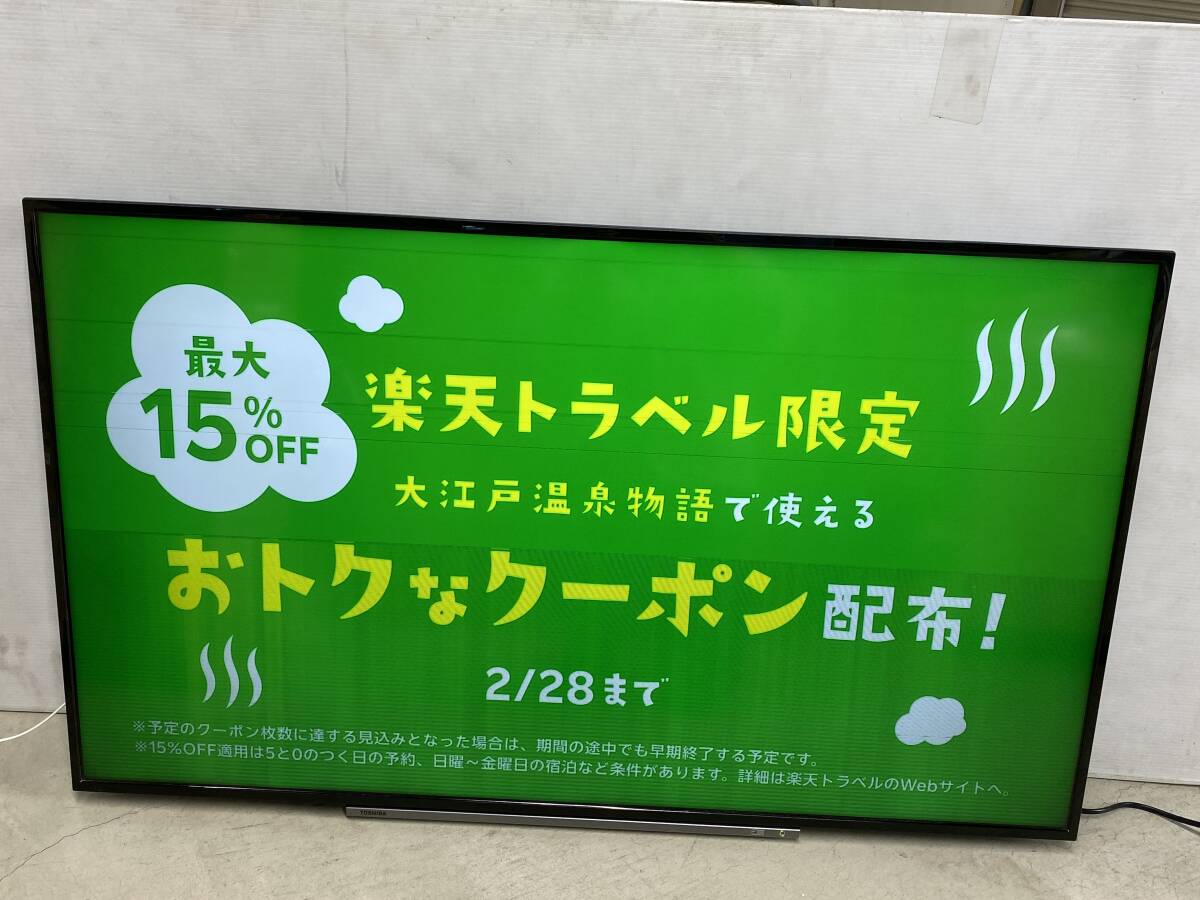 最大
15%
OFF
楽天トラベル限定
大江戸温泉物語で使える
おトクなクーポン配布!
2/28まで
※予定のクーポン枚数に達する見込みとなった場合は、期間の途中でも早期終了する予定です。
※15%OFF適用は5と0のつく日の予約、日曜~金曜日の宿泊など条件があります。詳細は楽天トラベルのWebサイトへ。
TOSHIBA